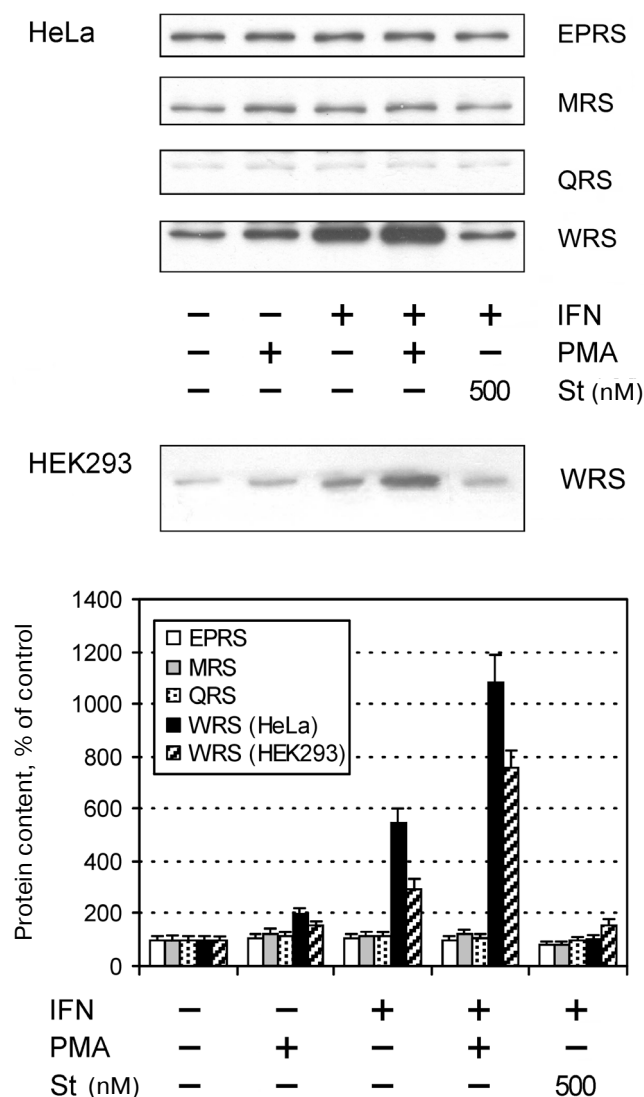 HeLa
EPRS
MRS
QRS
WRS
− − + + + IFN
− + − + − PMA
− − − − 500 St (nM)
HEK293
WRS
Protein content, % of control
1400
1200
1000
800
600
400
200
0
EPRS
MRS
QRS
WRS (HeLa)
WRS (HEK293)
IFN − − + + +
PMA − + − + −
St (nM) − − − − 500